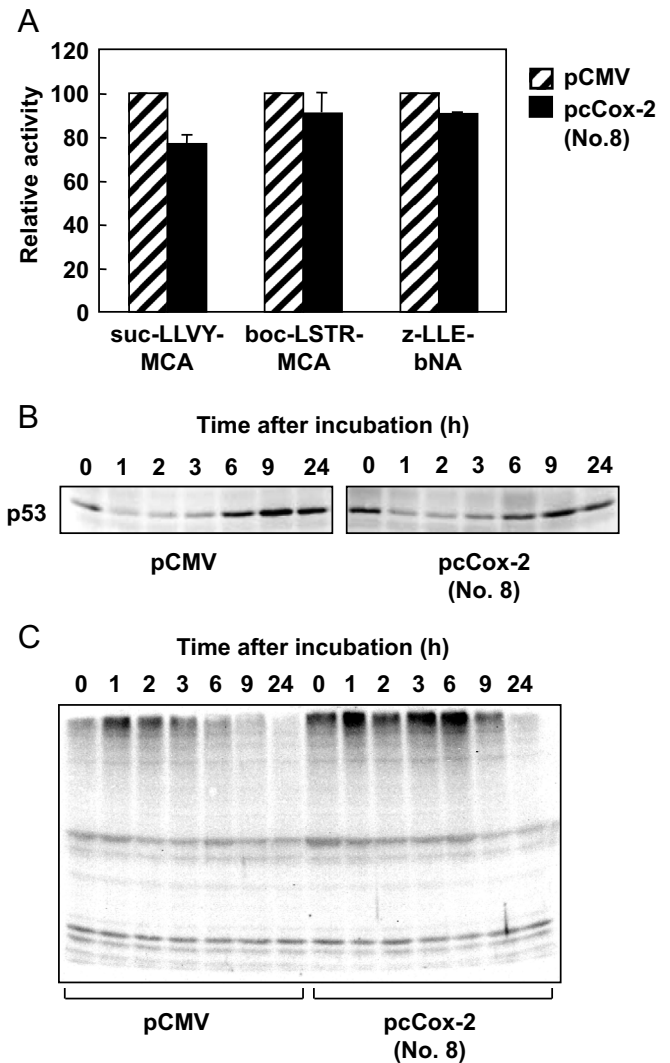 A
120
100
80
60
40
20
0
Relative activity
pCMV
pcCox-2
(No.8)
suc-LLVY-
MCA
boc-LSTR-
MCA
z-LLE-
bNA
B
Time after incubation (h)
0 1 2 3 6 9 24 0 1 2 3 6 9 24
p53
pCMV
pcCox-2
(No. 8)
C
Time after incubation (h)
0 1 2 3 6 9 24 0 1 2 3 6 9 24
pCMV
pcCox-2
(No. 8)